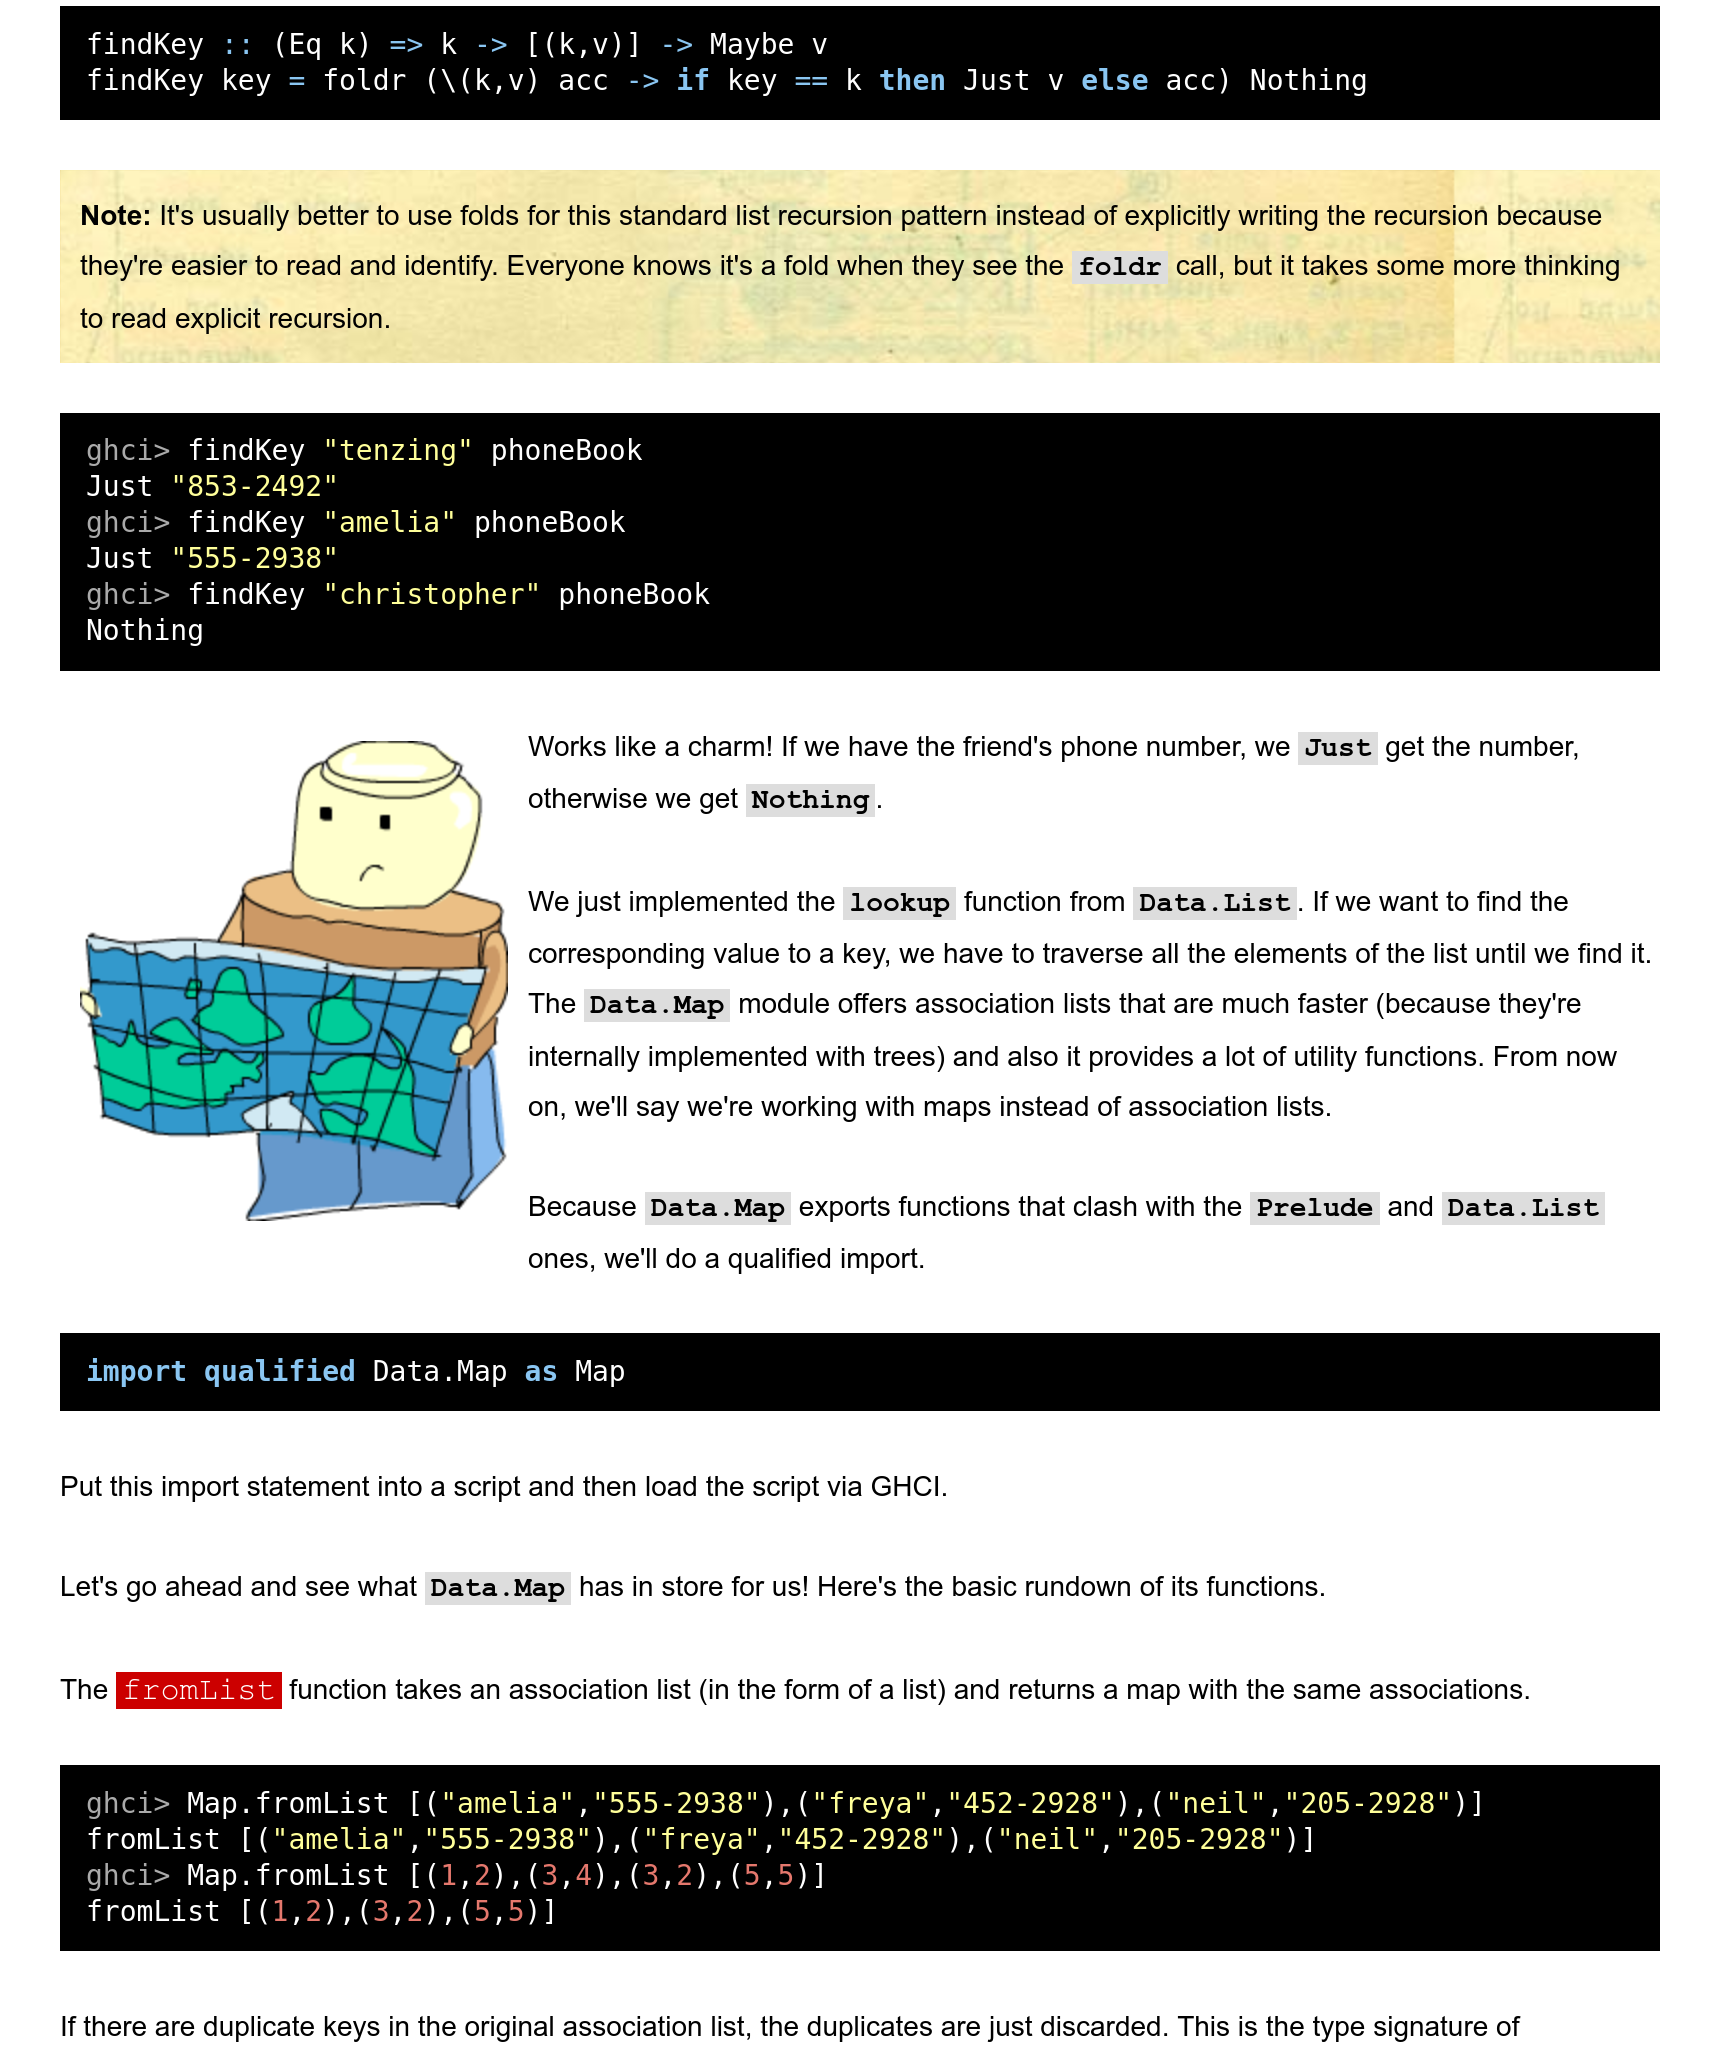 findKey :: (Eq k) => k -> [(k,v)] -> Maybe v
findKey key = foldr (\(k,v) acc -> if key == k then Just v else acc) Nothing
Note: It's usually better to use folds for this standard list recursion pattern instead of explicitly writing the recursion because
they're easier to read and identify. Everyone knows it's a fold when they see the foldr call, but it takes some more thinking
to read explicit recursion.
ghci> findKey "tenzing" phoneBook
Just "853-2492"
ghci> findKey "amelia" phoneBook
Just "555-2938"
ghci> findKey "christopher" phoneBook
Nothing
Works like a charm! If we have the friend's phone number, we Just get the number,
otherwise we get Nothing.
We just implemented the lookup function from Data.List. If we want to find the
corresponding value to a key, we have to traverse all the elements of the list until we find it.
The Data.Map module offers association lists that are much faster (because they're
internally implemented with trees) and also it provides a lot of utility functions. From now
on, we'll say we're working with maps instead of association lists.
Because Data.Map exports functions that clash with the Prelude and Data.List
ones, we'll do a qualified import.
import qualified Data.Map as Map
Put this import statement into a script and then load the script via GHCI.
Let's go ahead and see what Data.Map has in store for us! Here's the basic rundown of its functions.
The fromList function takes an association list (in the form of a list) and returns a map with the same associations.
ghci> Map.fromList [("amelia","555-2938"),("freya","452-2928"),("neil","205-2928")]
fromList [("amelia","555-2938"),("freya","452-2928"),("neil","205-2928")]
ghci> Map.fromList [(1,2),(3,4),(3,2),(5,5)]
fromList [(1,2),(3,2),(5,5)]
If there are duplicate keys in the original association list, the duplicates are just discarded. This is the type signature of